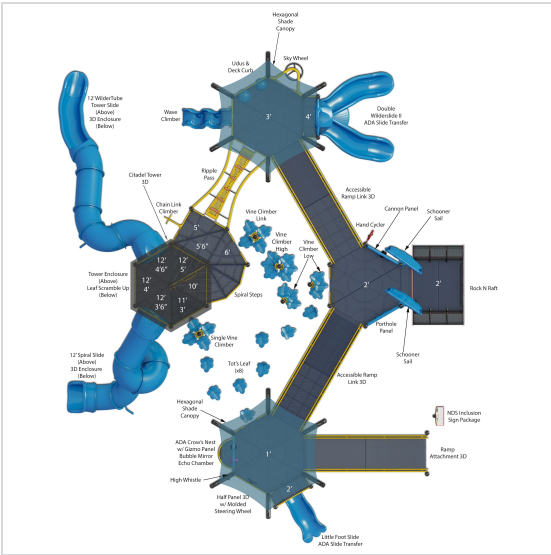 Hexagonal
Shade
Canopy
Udus &
Deck Curb
Sky Wheel
Wave
Climber
3'
4'
Double
Wilderslide II
ADA Slide Transfer
12' WilderTube
Tower Slide
(Above)
3D Enclosure
(Below)
Citadel Tower
3D
Ripple
Pass
Chain Link
Climber
Accessible
Ramp Link 3D
Cannon Panel
Hand Cycler
Schooner
Sail
Vine Climber
Link
Vine
Climber
High
Vine
Climber
Low
5'
5'6"
6'
12'
4'6"
12'
5'
10'
12'
4'
12'
3'6"
11'
3'
Tower Enclosure
(Above)
Leaf Scramble Up
(Below)
Spiral Steps
2'
2'
Rock N Raft
Porthole
Panel
Schooner
Sail
Single Vine
Climber
12' Spiral Slide
(Above)
3D Enclosure
(Below)
Tot's Leaf
(x8)
Accessible Ramp
Link 3D
Hexagonal
Shade
Canopy
NDS Inclusion
Sign Package
ADA Crow's Nest
w/ Gizmo Panel
Bubble Mirror
Echo Chamber
1'
Ramp
Attachment 3D
High Whistle
2'
Half Panel 3D
w/ Molded
Steering Wheel
Little Foot Slide
ADA Slide Transfer